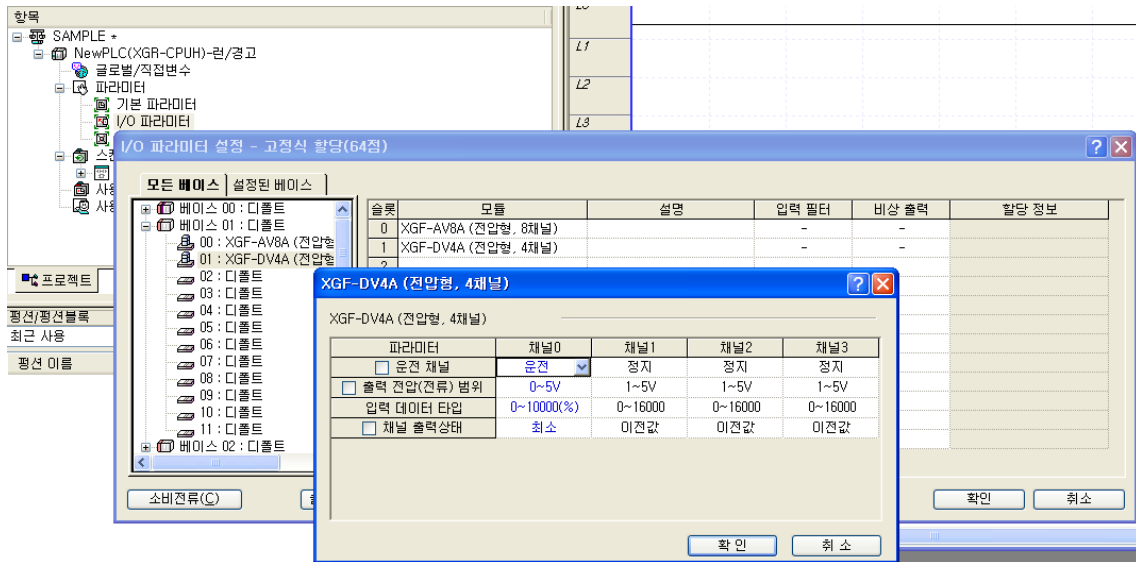 항목
SAMPLE *
NewPLC(XGR-CPUH)-런/경고
글로벌/직접변수
파라미터
기본 파라미터
I/O 파라미터
L1
L2
L3
I/O 파라미터 설정 - 고정식 할당(64점)
모든 베이스
설정된 베이스
베이스 00 : 디폴트
베이스 01 : 디폴트
00 : XGF-AV8A (전압형
01 : XGF-DV4A (전압형
02 : 디폴트
03 : 디폴트
04 : 디폴트
05 : 디폴트
06 : 디폴트
07 : 디폴트
08 : 디폴트
09 : 디폴트
10 : 디폴트
11 : 디폴트
베이스 02 : 디폴트
슬롯 모듈 설명 입력 필터 비상 출력 할당 정보
0 XGF-AV8A (전압형, 8채널) - -
1 XGF-DV4A (전압형, 4채널) - -
2
프로젝트
평션/평션블록
최근 사용
평션 이름
XGF-DV4A (전압형, 4채널)
XGF-DV4A (전압형, 4채널)
파라미터 채널0 채널1 채널2 채널3
운전 채널 운전 정지 정지 정지
출력 전압(전류) 범위 0~5V 1~5V 1~5V 1~5V
입력 데이터 타입 0~10000(%) 0~16000 0~16000 0~16000
채널 출력상태 최소 이전값 이전값 이전값
확인 취소
소비전류(C)
확인 취소